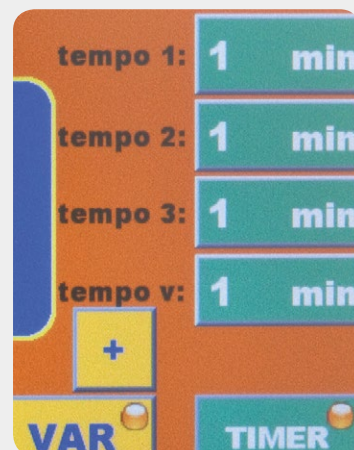 tempo 1: 1 min
tempo 2: 1 min
tempo 3: 1 min
tempo v: 1 min
+
VAR TIMER